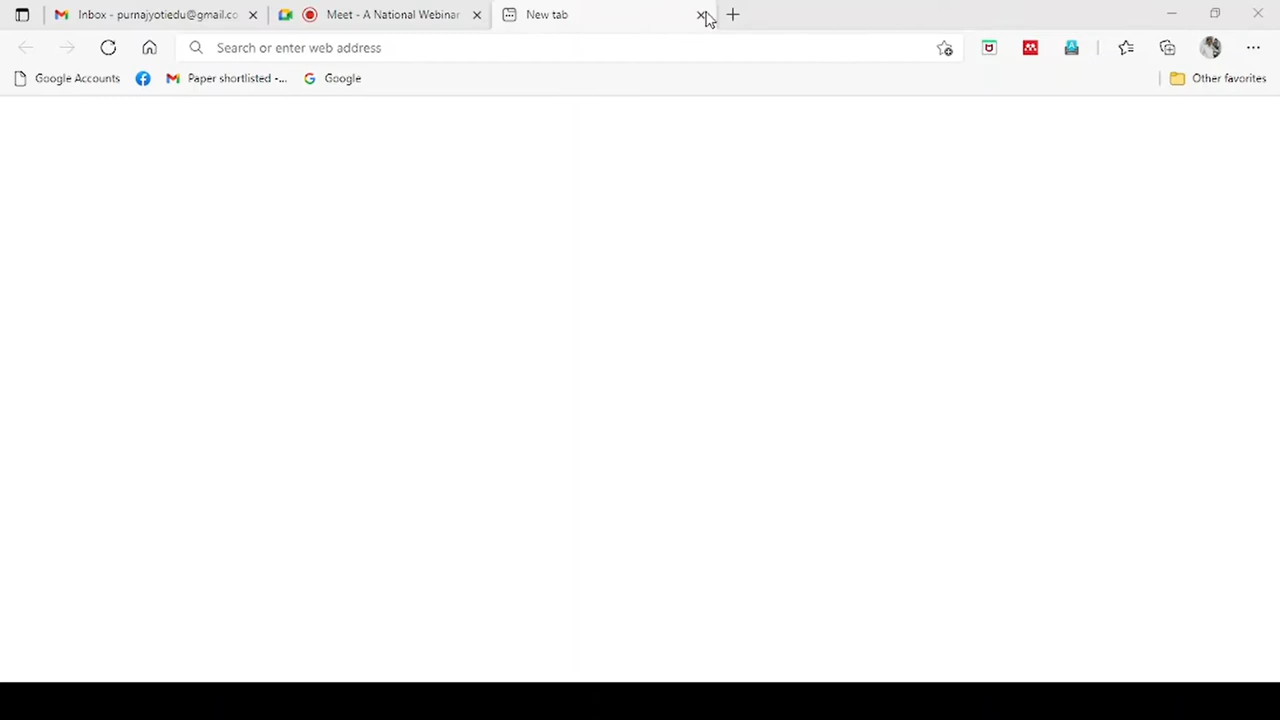 Inbox - purnajyotiedu@gmail.co
Meet - A National Webinar
New tab
Search or enter web address
Google Accounts
Paper shortlisted -...
Google
Other favorites